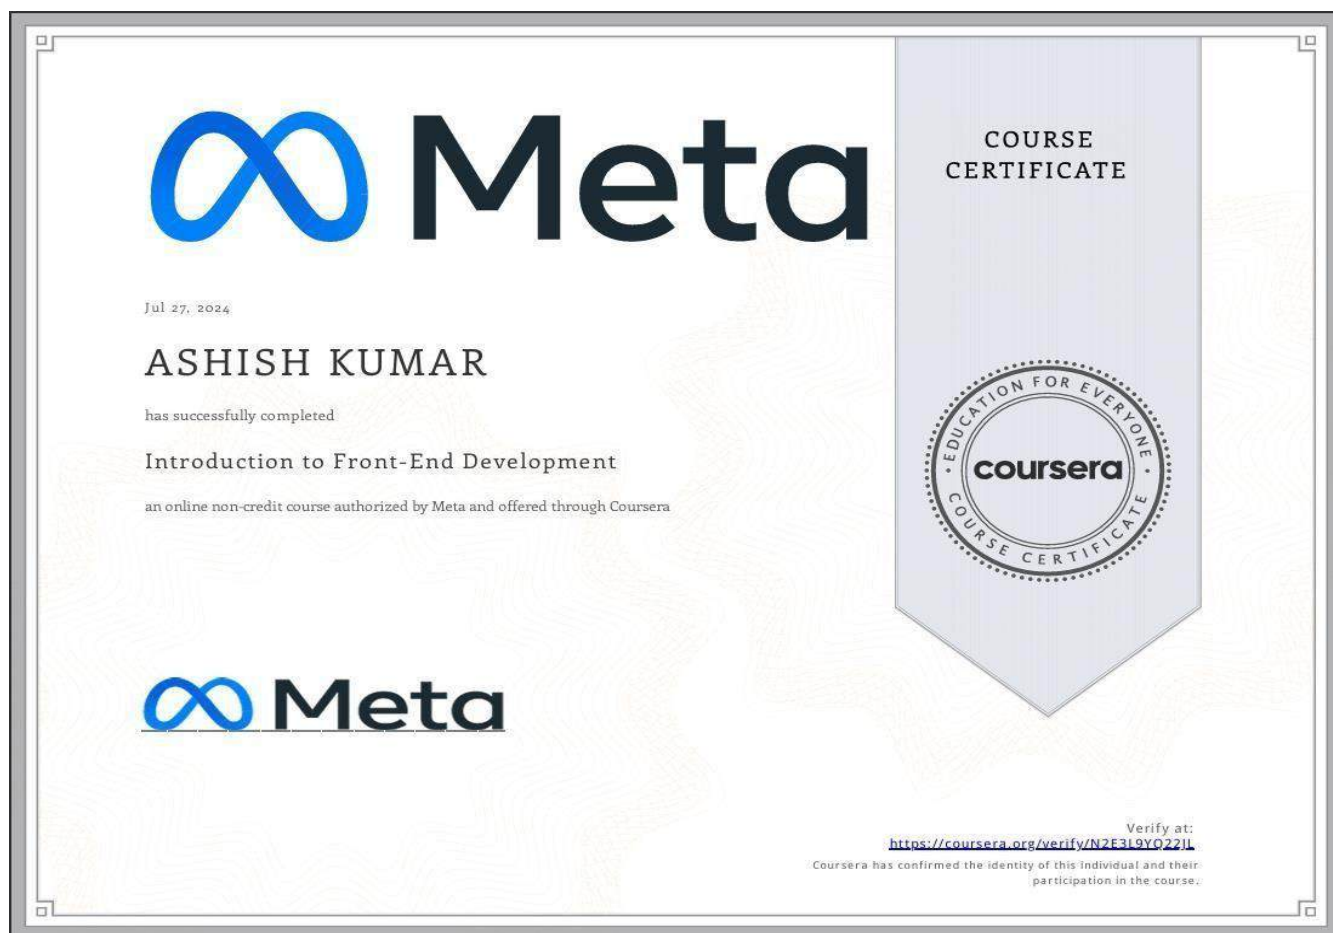 Meta
COURSE
CERTIFICATE
Jul 27, 2024
ASHISH KUMAR
has successfully completed
Introduction to Front-End Development
an online non-credit course authorized by Meta and offered through Coursera
• EDUCATION FOR EVERYONE •
coursera
COURSE CERTIFICATE
Meta
Verify at:
https://coursera.org/verify/N2E3L9YQ22JL
Coursera has confirmed the identity of this individual and their
participation in the course.